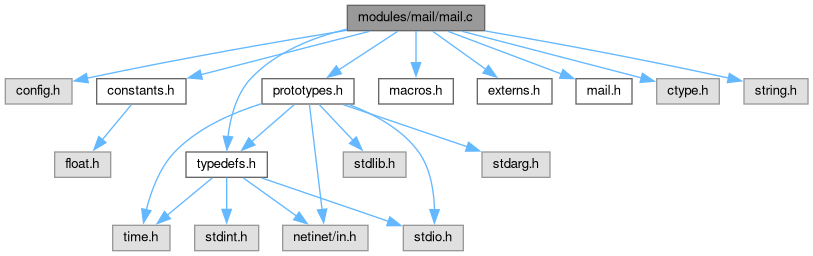 modules/mail/mail.c
config.h
constants.h
prototypes.h
macros.h
externs.h
mail.h
ctype.h
string.h
float.h
typedefs.h
stdlib.h
stdarg.h
time.h
stdint.h
netinet/in.h
stdio.h